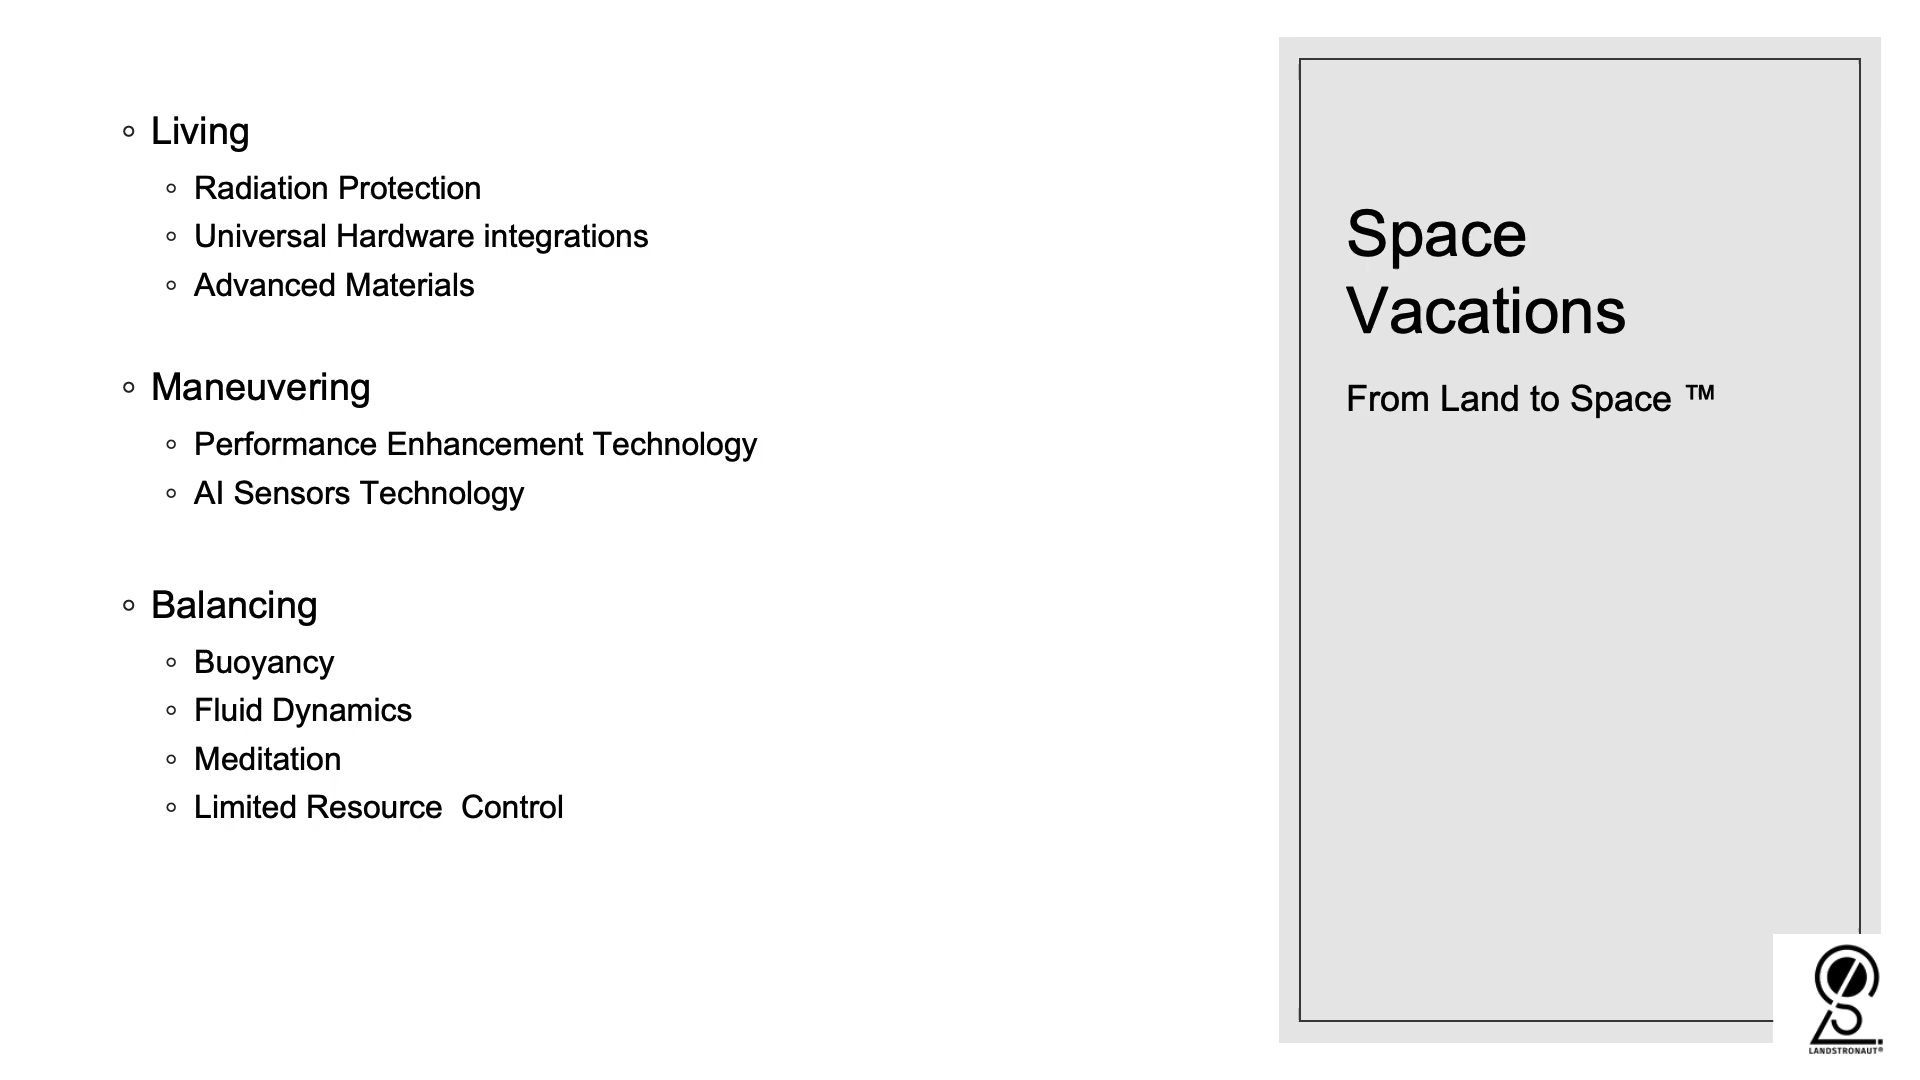 Living
Radiation Protection
Universal Hardware integrations
Advanced Materials
Maneuvering
Performance Enhancement Technology
AI Sensors Technology
Balancing
Buoyancy
Fluid Dynamics
Meditation
Limited Resource  Control
Space
Vacations
From Land to Space ™
LANDSTRONAUT®